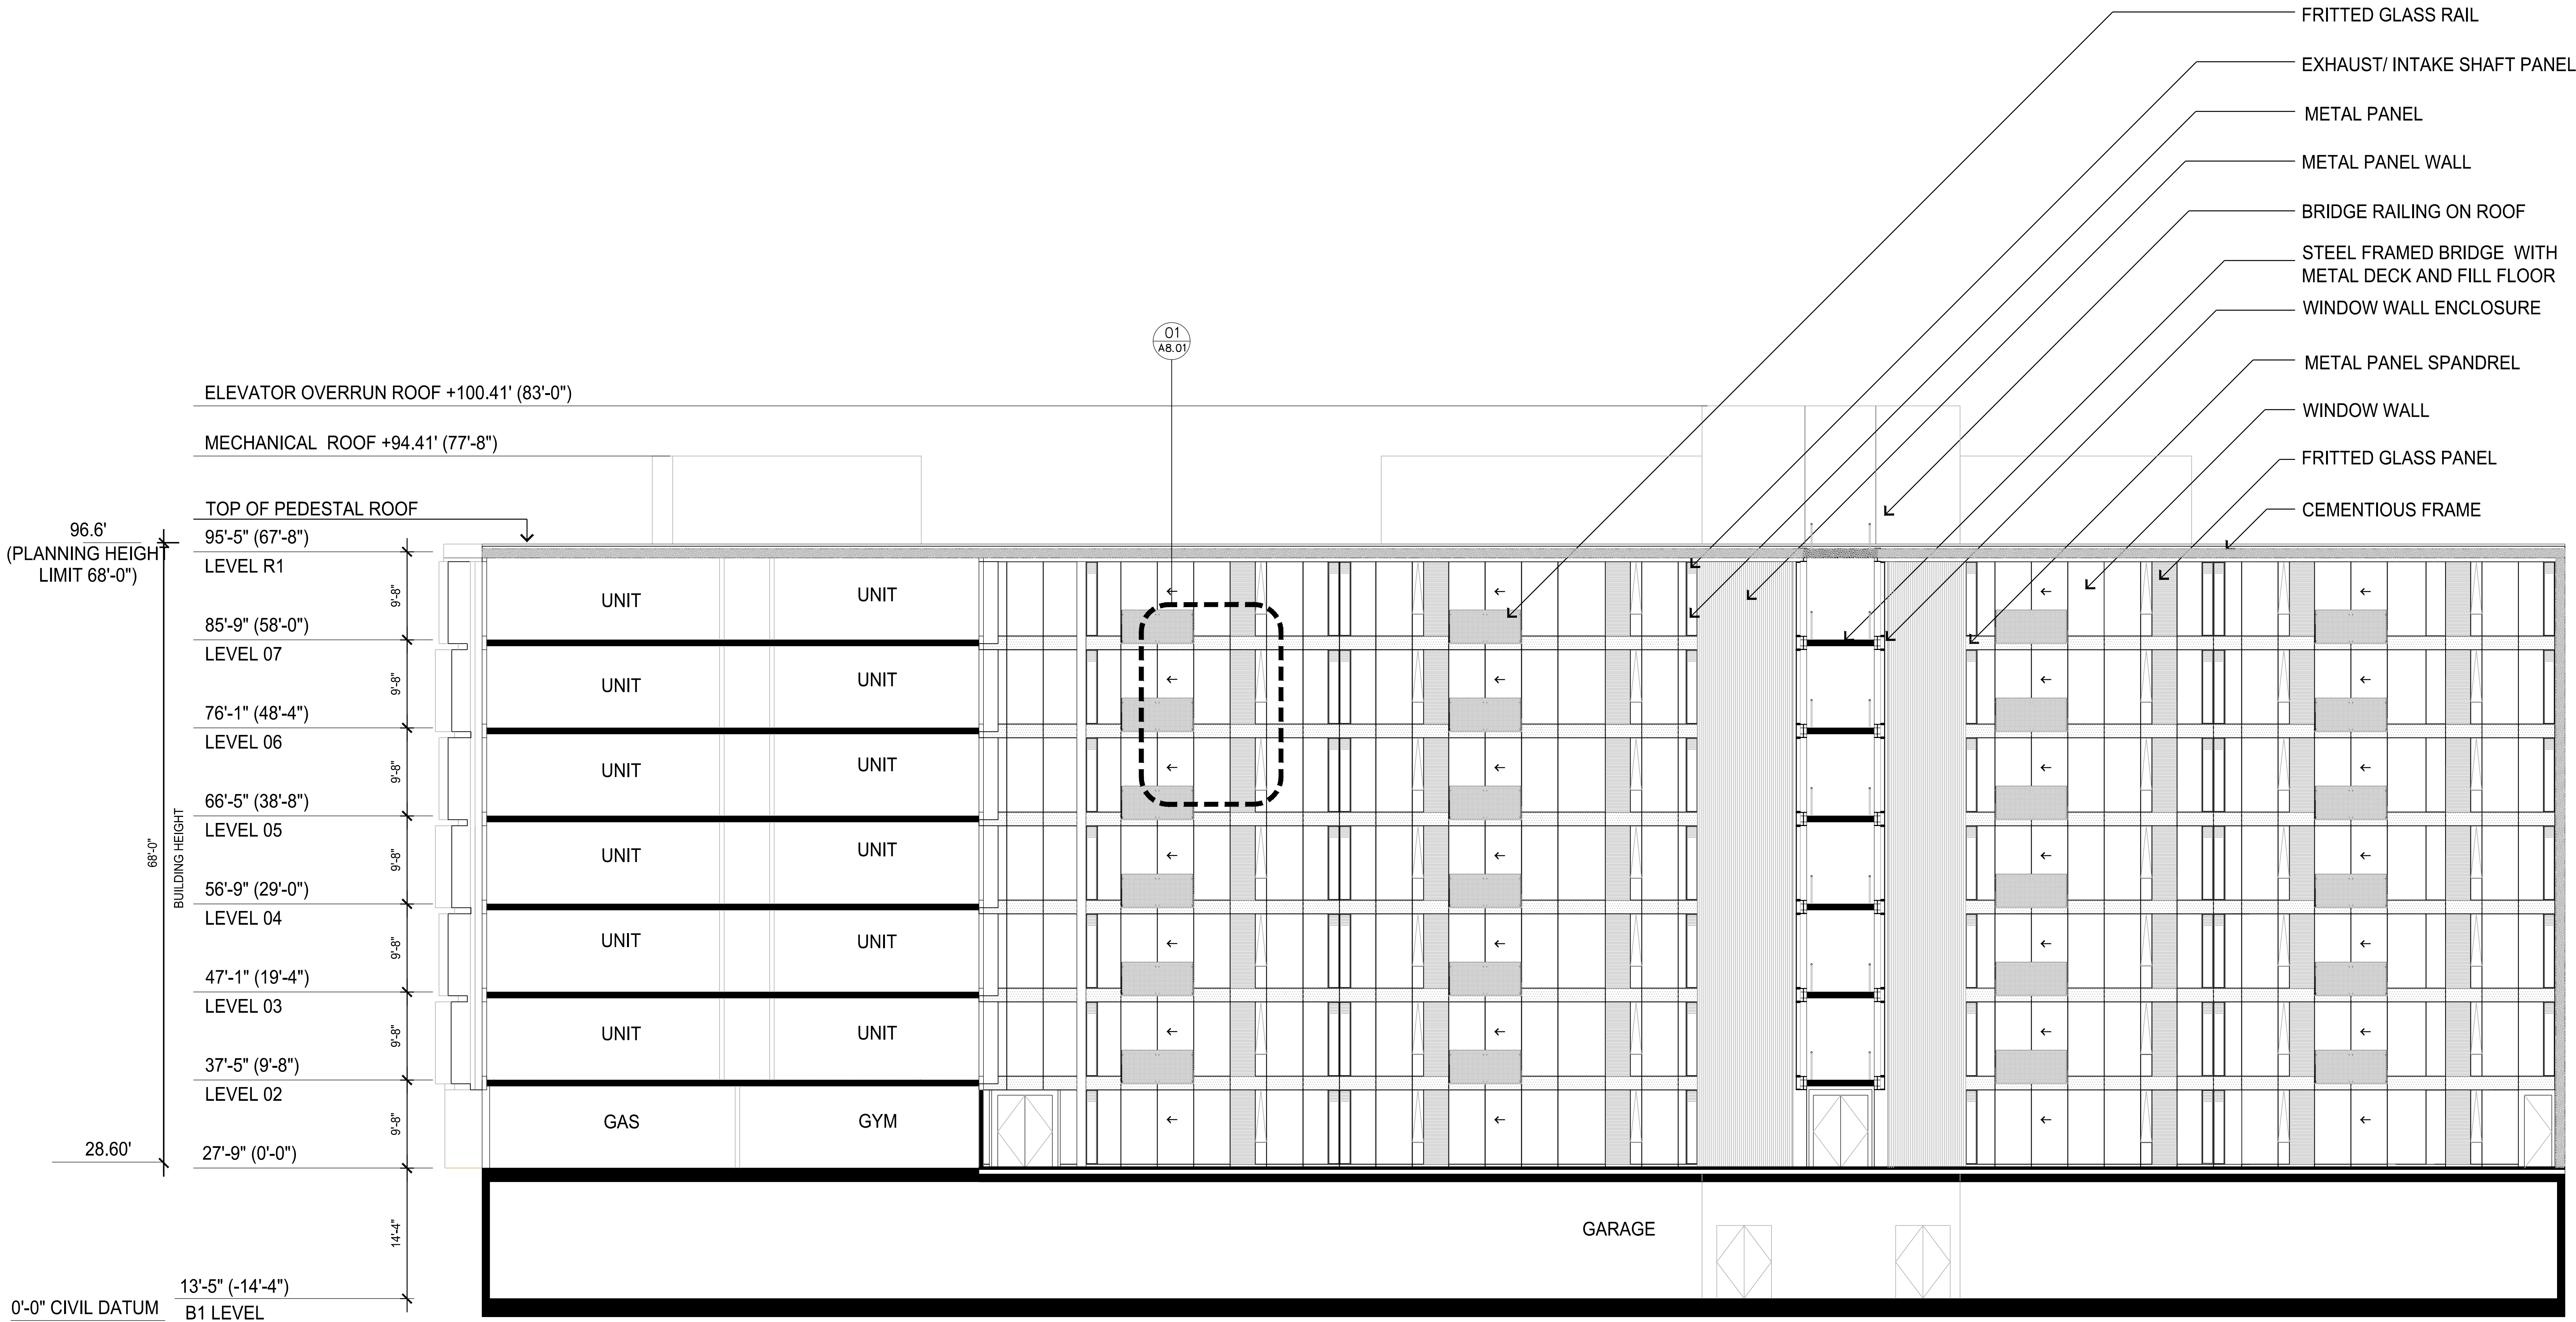 FRITTED GLASS RAIL
EXHAUST/ INTAKE SHAFT PANEL
METAL PANEL
METAL PANEL WALL
BRIDGE RAILING ON ROOF
STEEL FRAMED BRIDGE WITH
METAL DECK AND FILL FLOOR
WINDOW WALL ENCLOSURE
METAL PANEL SPANDREL
WINDOW WALL
FRITTED GLASS PANEL
CEMENTIOUS FRAME
01
A8.01
ELEVATOR OVERRUN ROOF +100.41' (83'-0")
MECHANICAL ROOF +94.41' (77'-8")
TOP OF PEDESTAL ROOF
96.6'
(PLANNING HEIGHT
LIMIT 68'-0")
95'-5" (67'-8")
LEVEL R1
9'-8"
UNIT UNIT
85'-9" (58'-0")
LEVEL 07
9'-8"
UNIT UNIT
76'-1" (48'-4")
LEVEL 06
9'-8"
UNIT UNIT
66'-5" (38'-8")
LEVEL 05
68'-0"
BUILDING HEIGHT
9'-8"
UNIT UNIT
56'-9" (29'-0")
LEVEL 04
9'-8"
UNIT UNIT
47'-1" (19'-4")
LEVEL 03
9'-8"
UNIT UNIT
37'-5" (9'-8")
LEVEL 02
9'-8"
GAS GYM
28.60'
27'-9" (0'-0")
14'-4"
GARAGE
13'-5" (-14'-4")
0'-0" CIVIL DATUM
B1 LEVEL